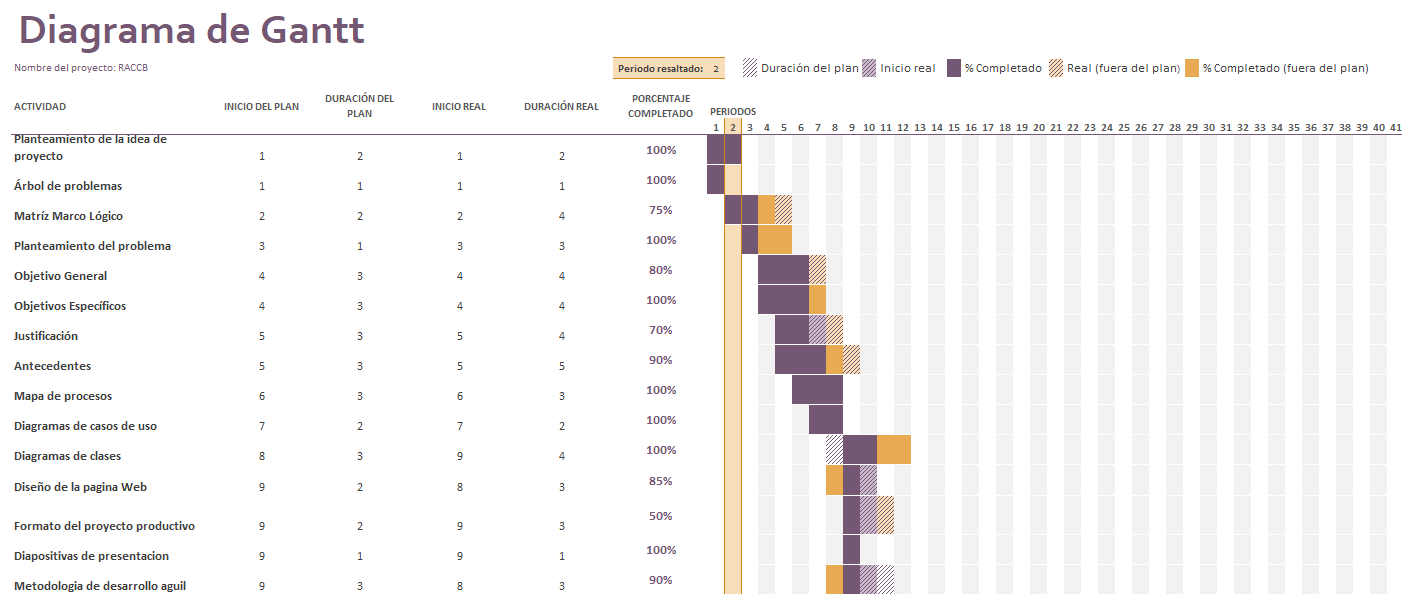 Diagrama de Gantt
Nombre del proyecto: RACCB
Periodo resaltado: 2 Duración del plan Inicio real % Completado Real (fuera del plan) % Completado (fuera del plan)
ACTIVIDAD INICIO DEL PLAN DURACIÓN DEL PLAN INICIO REAL DURACIÓN REAL PORCENTAJE COMPLETADO PERIODOS
1 2 3 4 5 6 7 8 9 10 11 12 13 14 15 16 17 18 19 20 21 22 23 24 25 26 27 28 29 30 31 32 33 34 35 36 37 38 39 40 41
Planteamiento de la idea de
proyecto 1 2 1 2 100%
Árbol de problemas 1 1 1 1 100%
Matríz Marco Lógico 2 2 2 4 75%
Planteamiento del problema 3 1 3 3 100%
Objetivo General 4 3 4 4 80%
Objetivos Específicos 4 3 4 4 100%
Justificación 5 3 5 4 70%
Antecedentes 5 3 5 5 90%
Mapa de procesos 6 3 6 3 100%
Diagramas de casos de uso 7 2 7 2 100%
Diagramas de clases 8 3 9 4 100%
Diseño de la pagina Web 9 2 8 3 85%
Formato del proyecto productivo 9 2 9 3 50%
Diapositivas de presentacion 9 1 9 1 100%
Metodologia de desarrollo aguil 9 3 8 3 90%